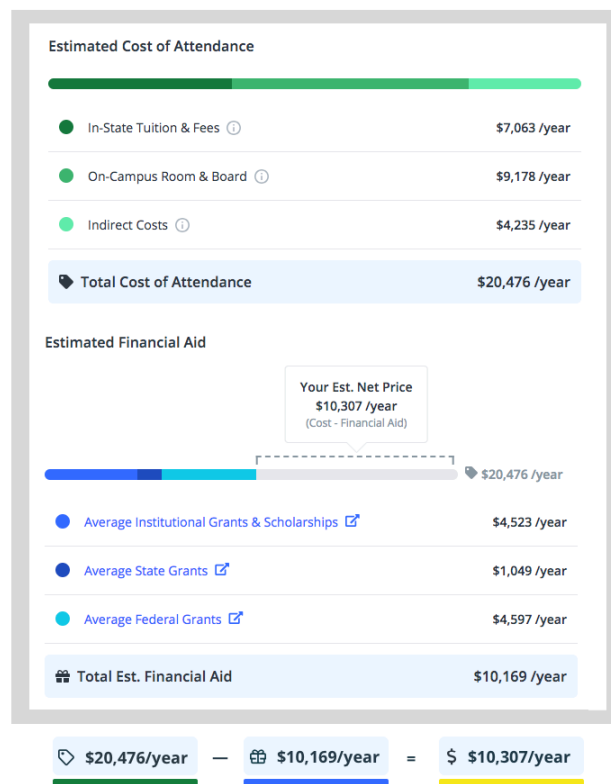 Estimated Cost of Attendance
In-State Tuition & Fees $7,063 /year
On-Campus Room & Board $9,178 /year
Indirect Costs $4,235 /year
Total Cost of Attendance $20,476 /year
Estimated Financial Aid
Your Est. Net Price
$10,307 /year
(Cost - Financial Aid)
$20,476 /year
Average Institutional Grants & Scholarships $4,523 /year
Average State Grants $1,049 /year
Average Federal Grants $4,597 /year
Total Est. Financial Aid $10,169 /year
$20,476/year — $10,169/year = $ $10,307/year